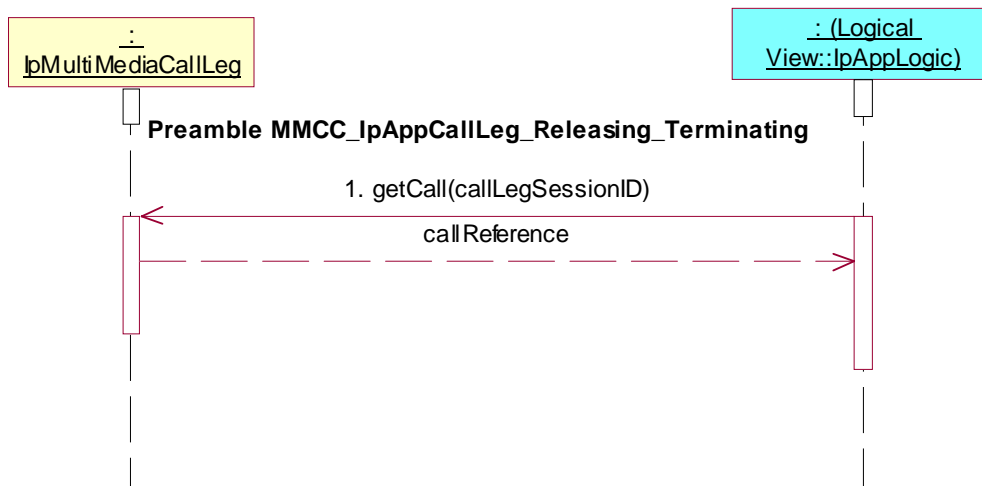 :
IpMultiMediaCallLeg
: (Logical
View::IpAppLogic)
Preamble MMCC_IpAppCallLeg_Releasing_Terminating
1. getCall(callLegSessionID)
callReference